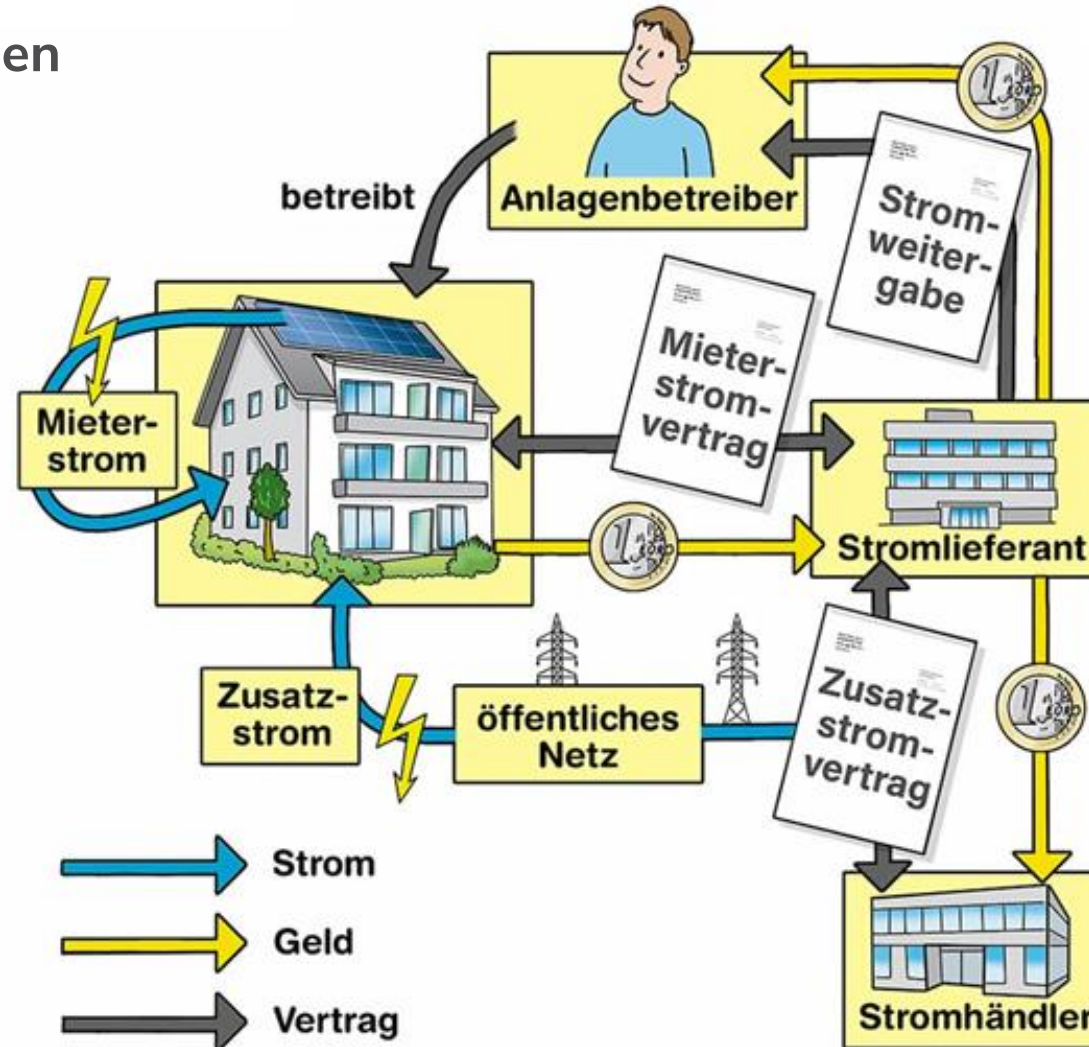 en
betreibt
Anlagenbetreiber
Strom-
weiter-
gabe
Mieter-
strom-
vertrag
Mieter-
strom
Stromlieferant
Zusatz-
strom
öffentliches
Netz
Zusatz-
strom-
vertrag
Strom
Geld
Vertrag
Stromhändler